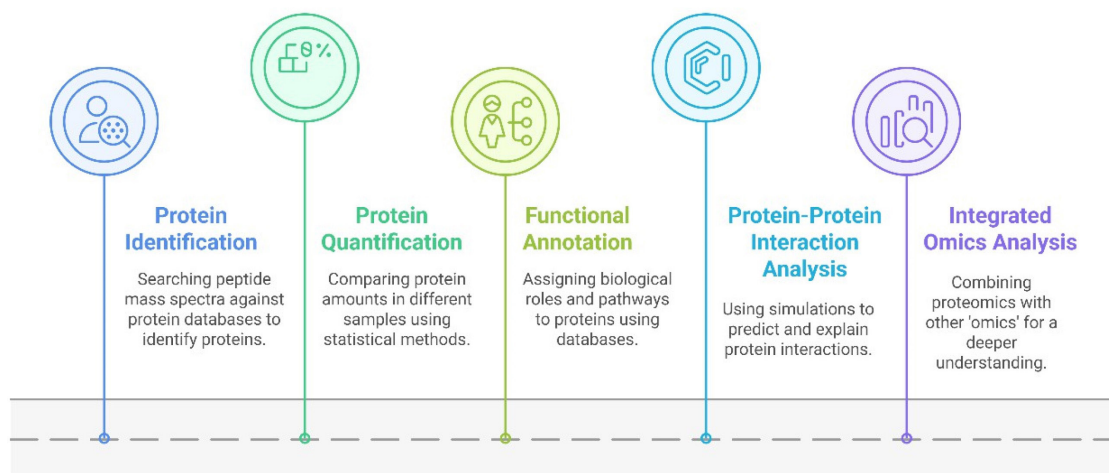 0%
Protein
Identification
Searching peptide
mass spectra against
protein databases to
identify proteins.
Protein
Quantification
Comparing protein
amounts in different
samples using
statistical methods.
Functional
Annotation
Assigning biological
roles and pathways
to proteins using
databases.
Protein-Protein
Interaction
Analysis
Using simulations to
predict and explain
protein interactions.
Integrated
Omics Analysis
Combining
proteomics with
other 'omics' for a
deeper
understanding.